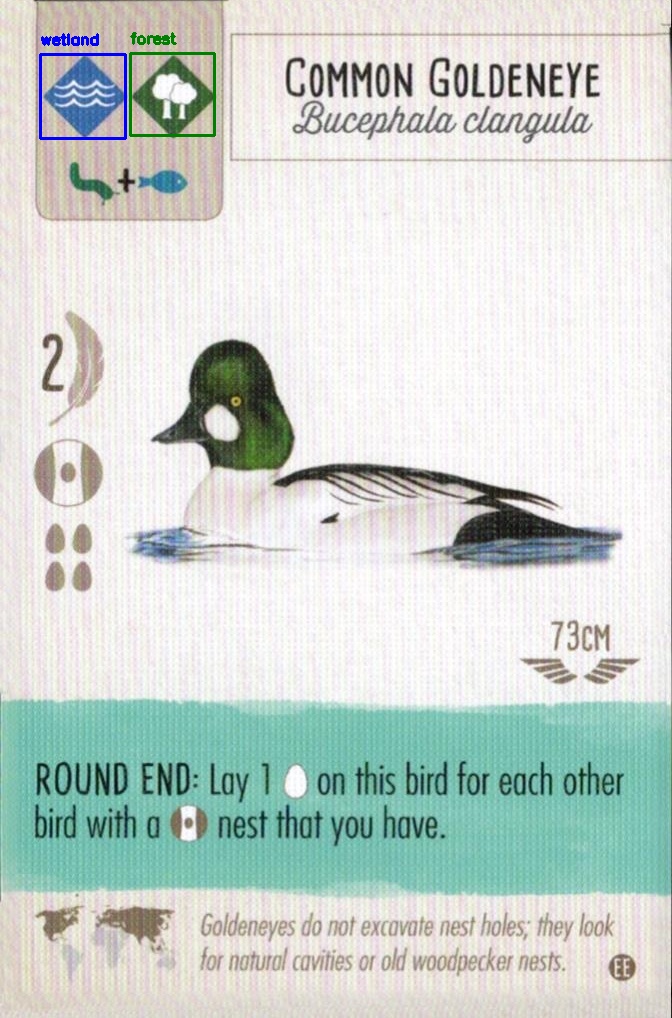 wetland forest
COMMON GOLDENEYE
Bucephala clangula
2
73CM
ROUND END: Lay 1 on this bird for each other
bird with a nest that you have.
Goldeneyes do not excavate nest holes; they look
for natural cavities or old woodpecker nests.
EE